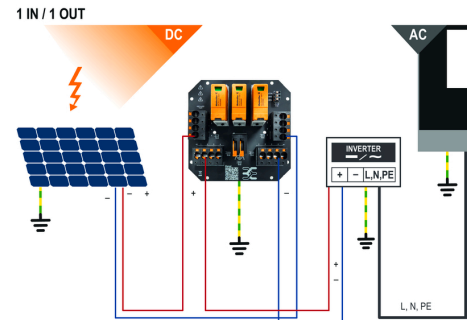 1 IN / 1 OUT
DC
AC
INVERTER
+ − L,N,PE
− − +
+
−
+
−
L, N, PE